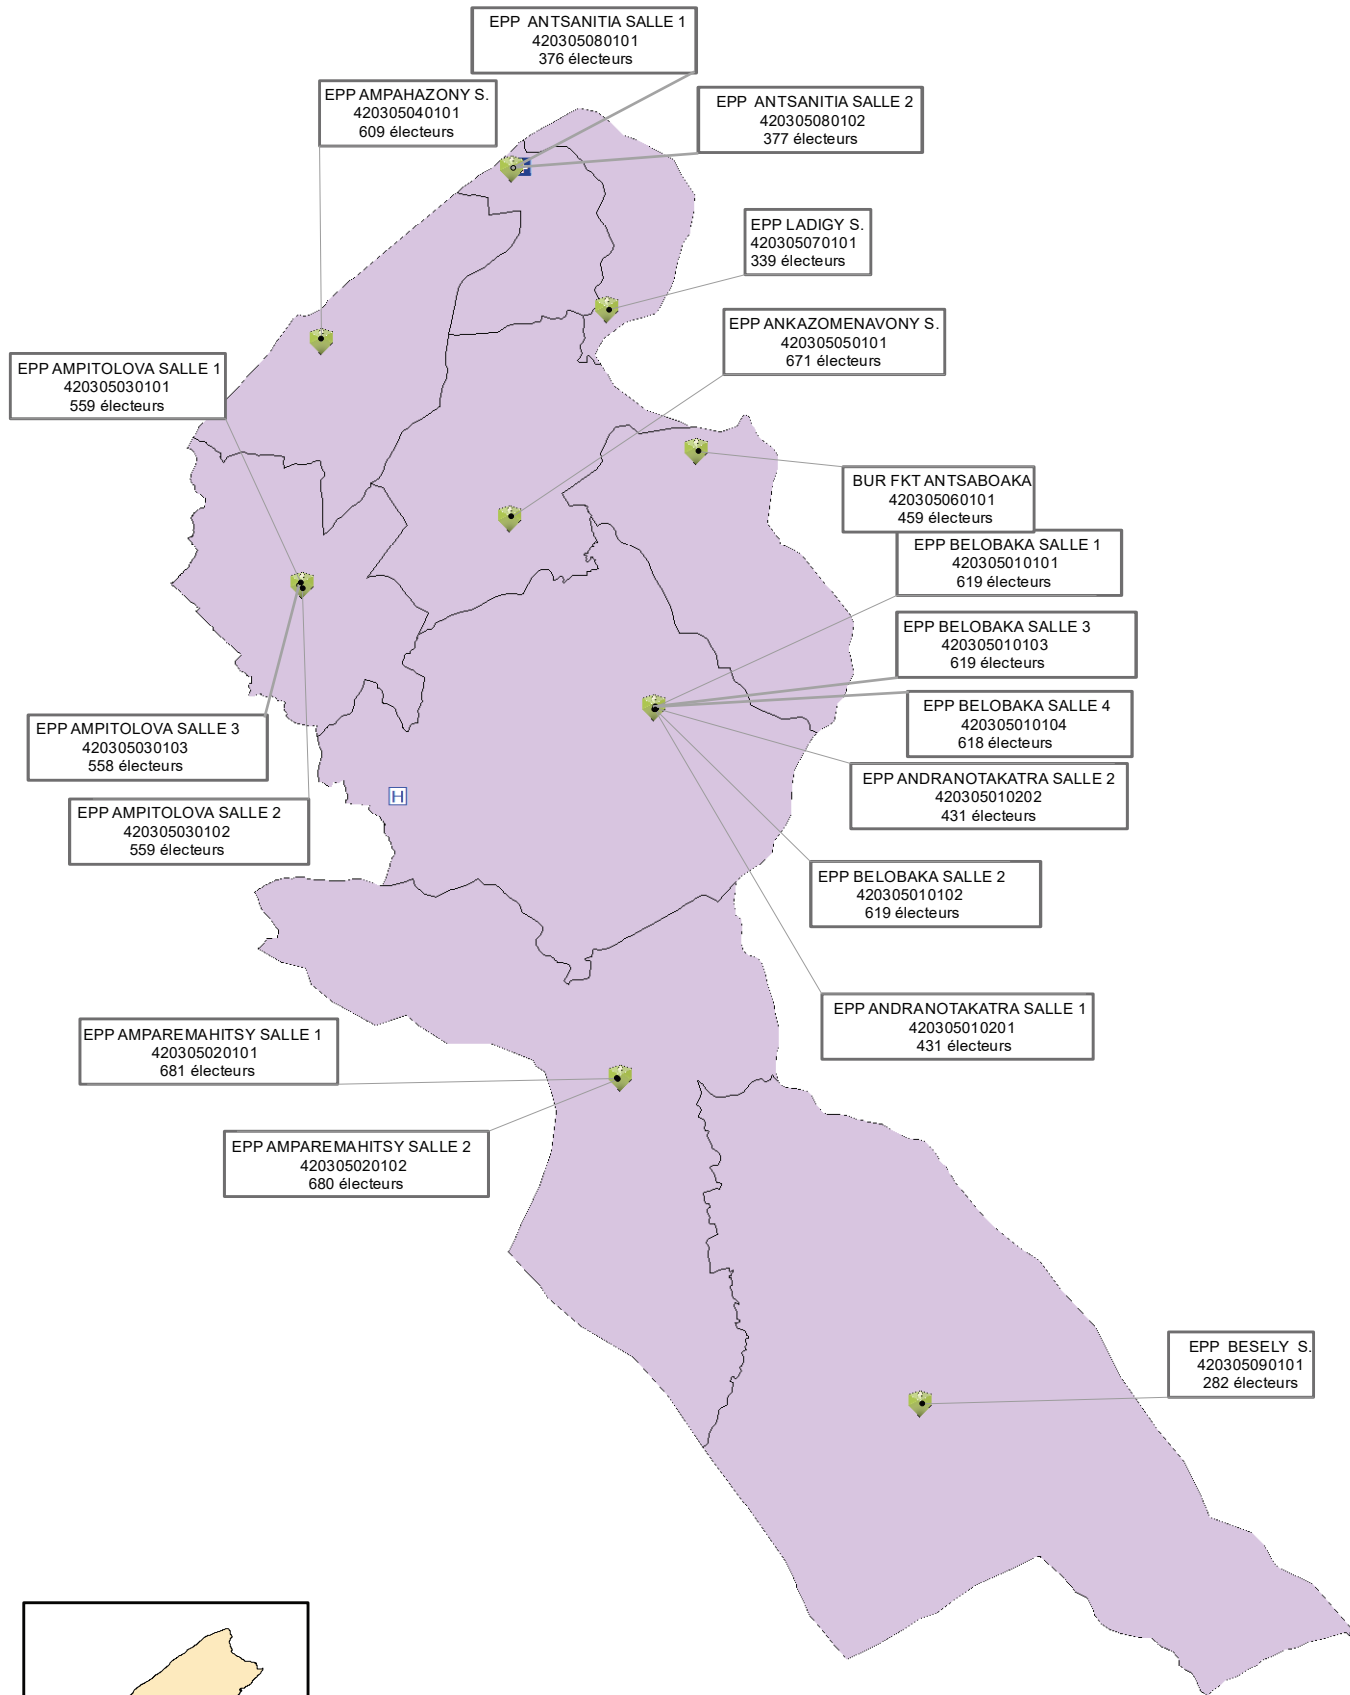 EPP ANTSANITIA SALLE 1
420305080101
376 électeurs
EPP AMPAHAZONY S.
420305040101
609 électeurs
EPP ANTSANITIA SALLE 2
420305080102
377 électeurs
EPP LADIGY S.
420305070101
339 électeurs
EPP ANKAZOMENAVONY S.
420305050101
671 électeurs
EPP AMPITOLOVA SALLE 1
420305030101
559 électeurs
BUR FKT ANTSABOAKA
420305060101
459 électeurs
EPP BELOBAKA SALLE 1
420305010101
619 électeurs
EPP BELOBAKA SALLE 3
420305010103
619 électeurs
EPP BELOBAKA SALLE 4
420305010104
618 électeurs
EPP AMPITOLOVA SALLE 3
420305030103
558 électeurs
EPP ANDRANOTAKATRA SALLE 2
420305010202
431 électeurs
H
EPP AMPITOLOVA SALLE 2
420305030102
559 électeurs
EPP BELOBAKA SALLE 2
420305010102
619 électeurs
EPP ANDRANOTAKATRA SALLE 1
420305010201
431 électeurs
EPP AMPAREMAHITSY SALLE 1
420305020101
681 électeurs
EPP AMPAREMAHITSY SALLE 2
420305020102
680 électeurs
EPP BESELY S.
420305090101
282 électeurs